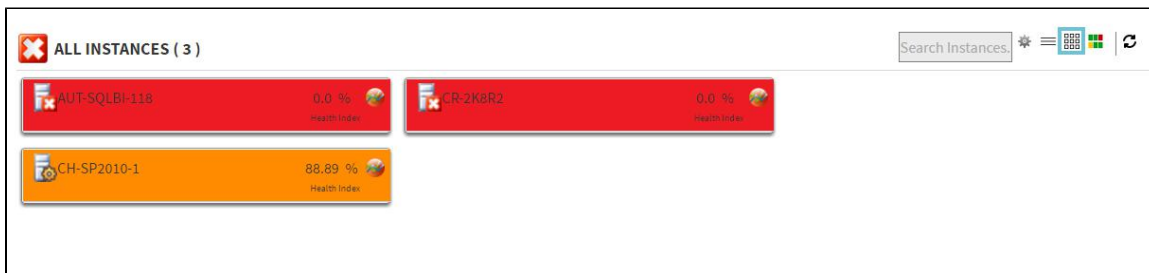 ALL INSTANCES ( 3 )
Search Instances.
AUT-SQLBI-118
0.0 %
Health Index
CR-2K8R2
0.0 %
Health Index
CH-SP2010-1
88.89 %
Health Index